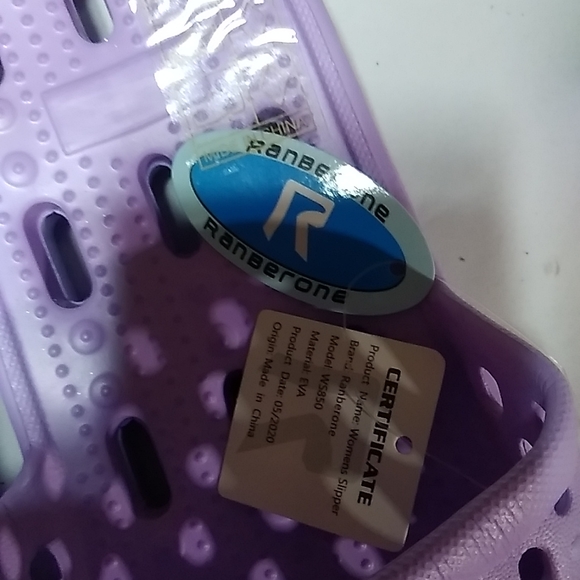 Ranberone
R
Ranberone
CERTIFICATE
Product Name: Womens Slipper
Brand: Ranberone
Model: WS850
Material: EVA
Product Date: 05/2020
Origin: Made in China